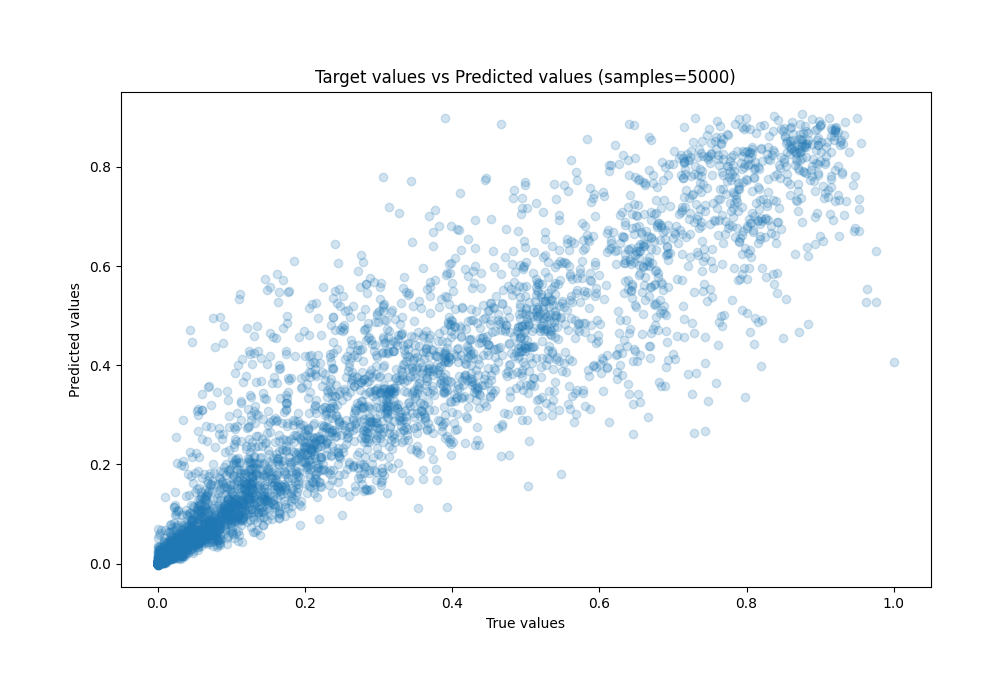 Target values vs Predicted values (samples=5000)
Predicted values
0.8
0.6
0.4
0.2
0.0
0.0 0.2 0.4 0.6 0.8 1.0
True values